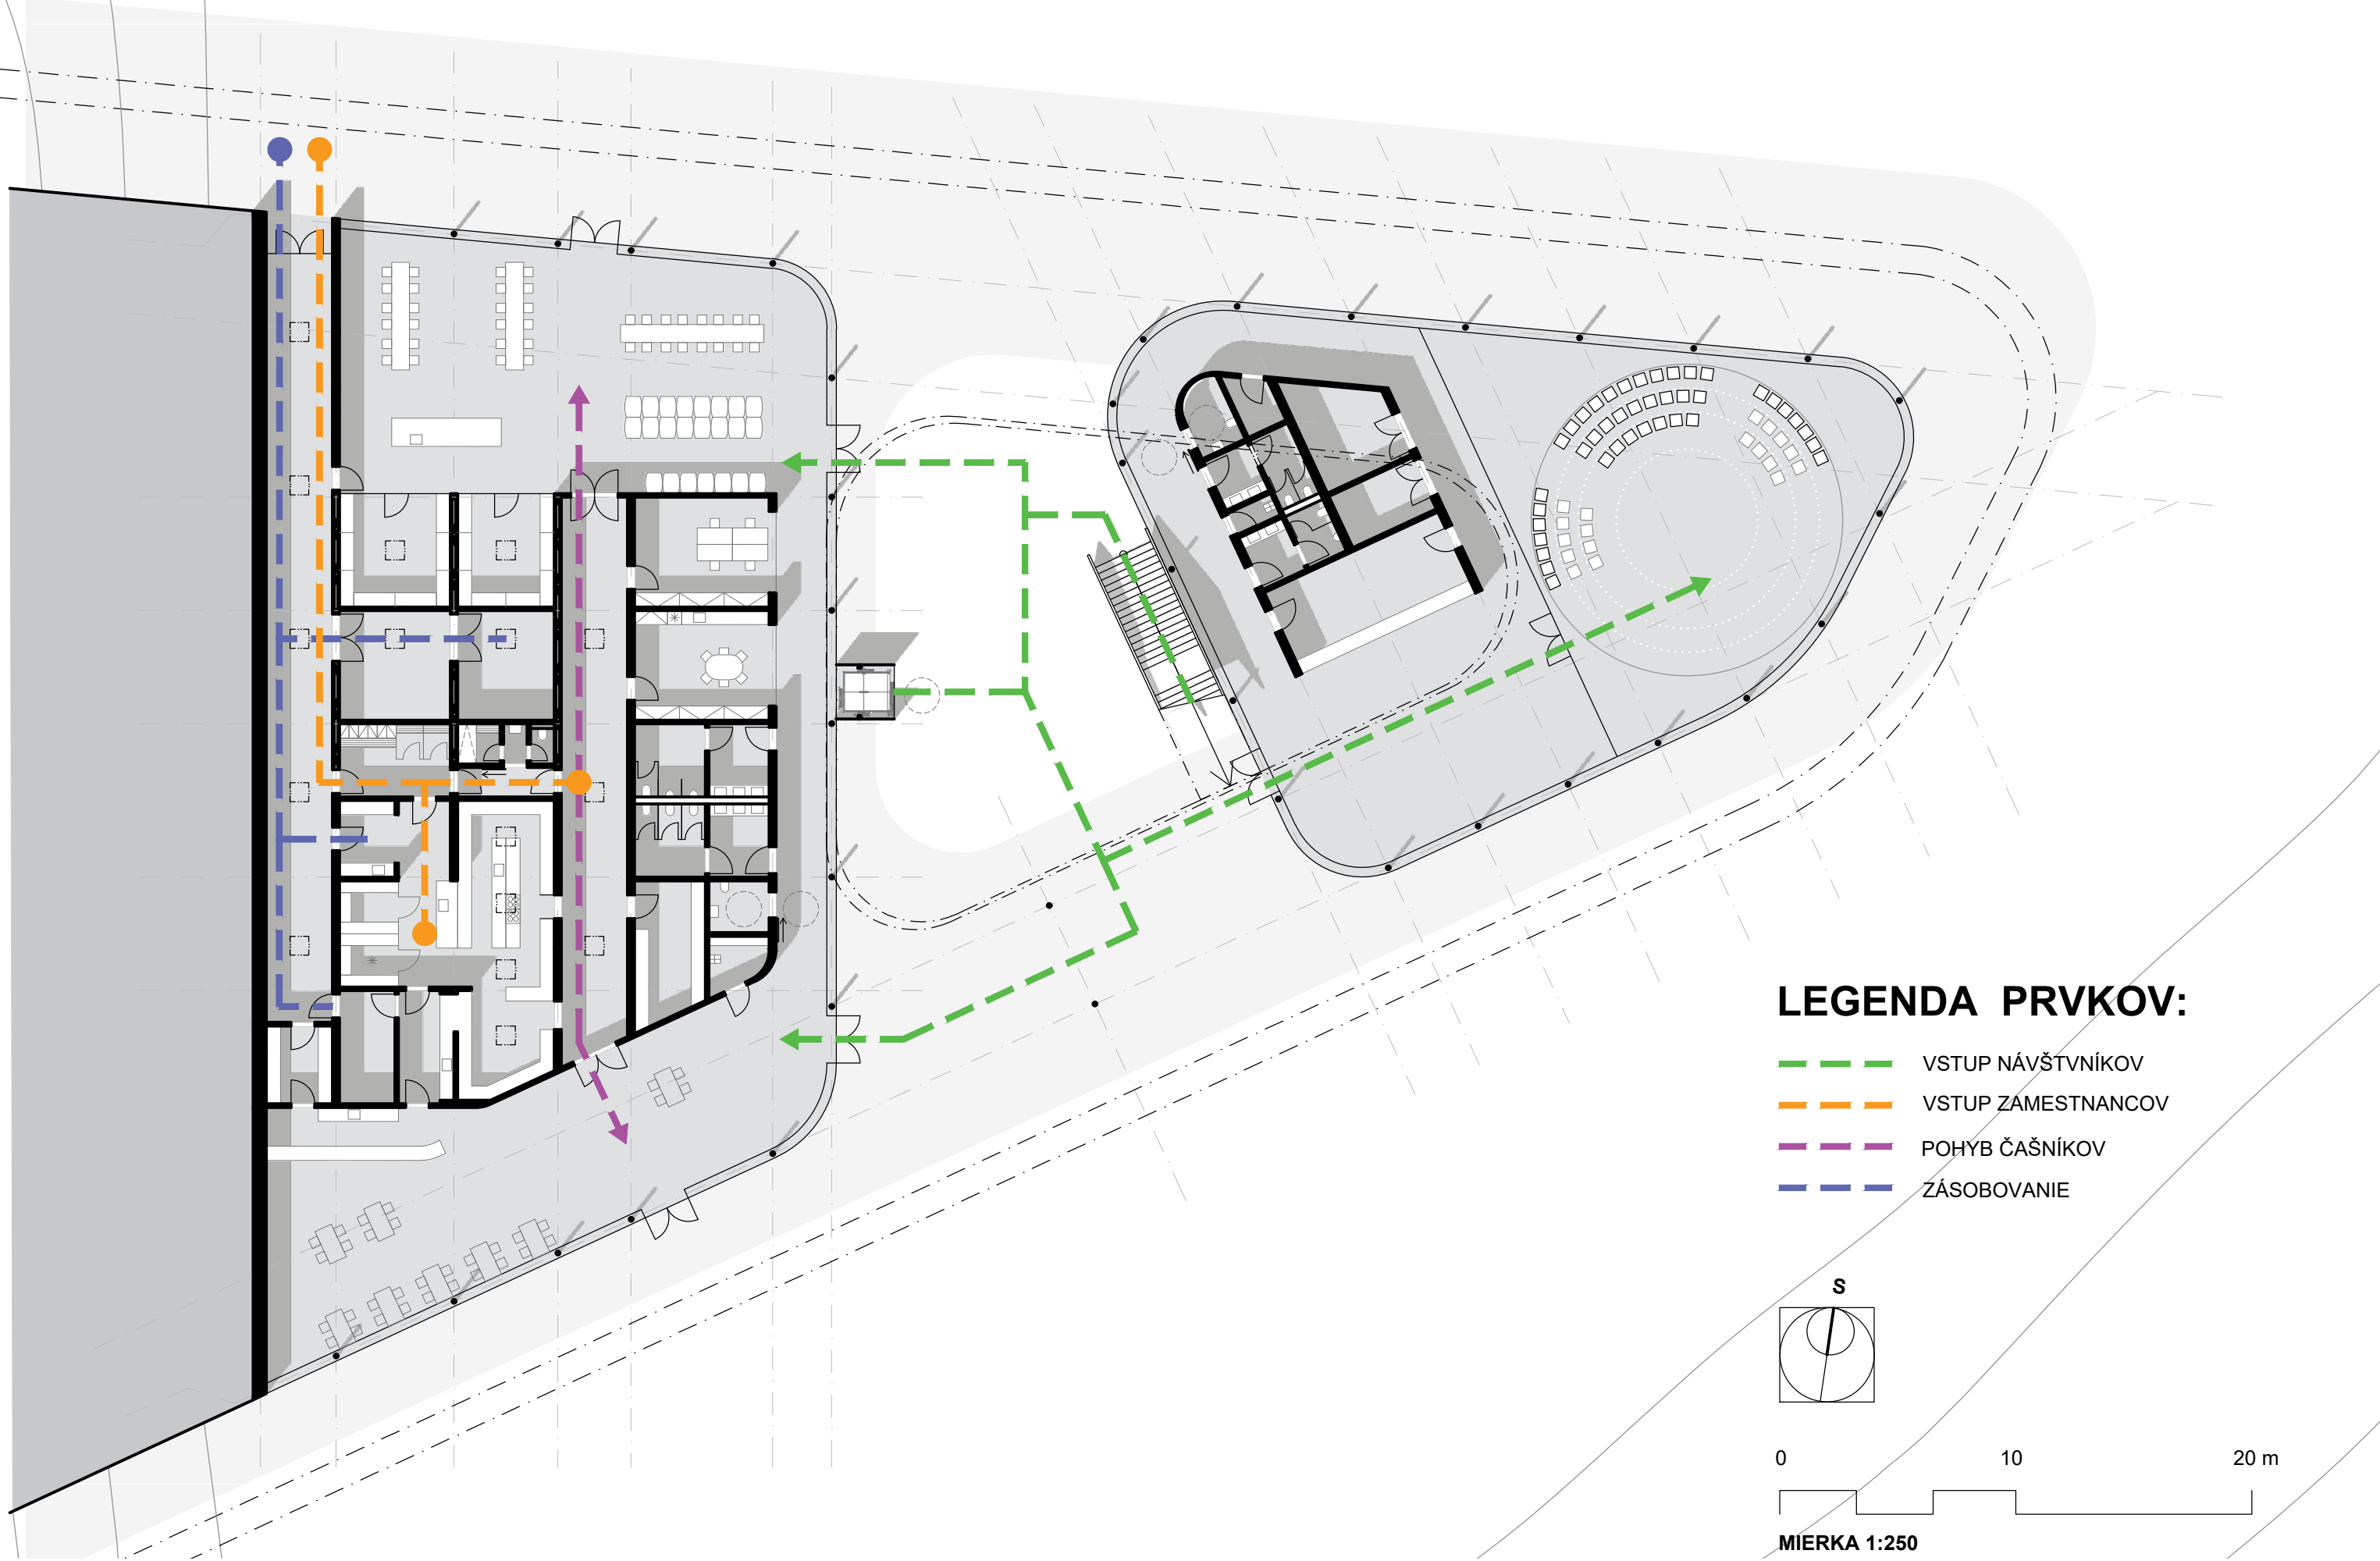 LEGENDA PRVKOV:
VSTUP NÁVŠTVNÍKOV
VSTUP ZAMESTNANCOV
POHYB ČAŠNÍKOV
ZÁSOBOVANIE
S
0 10 20 m
MIERKA 1:250